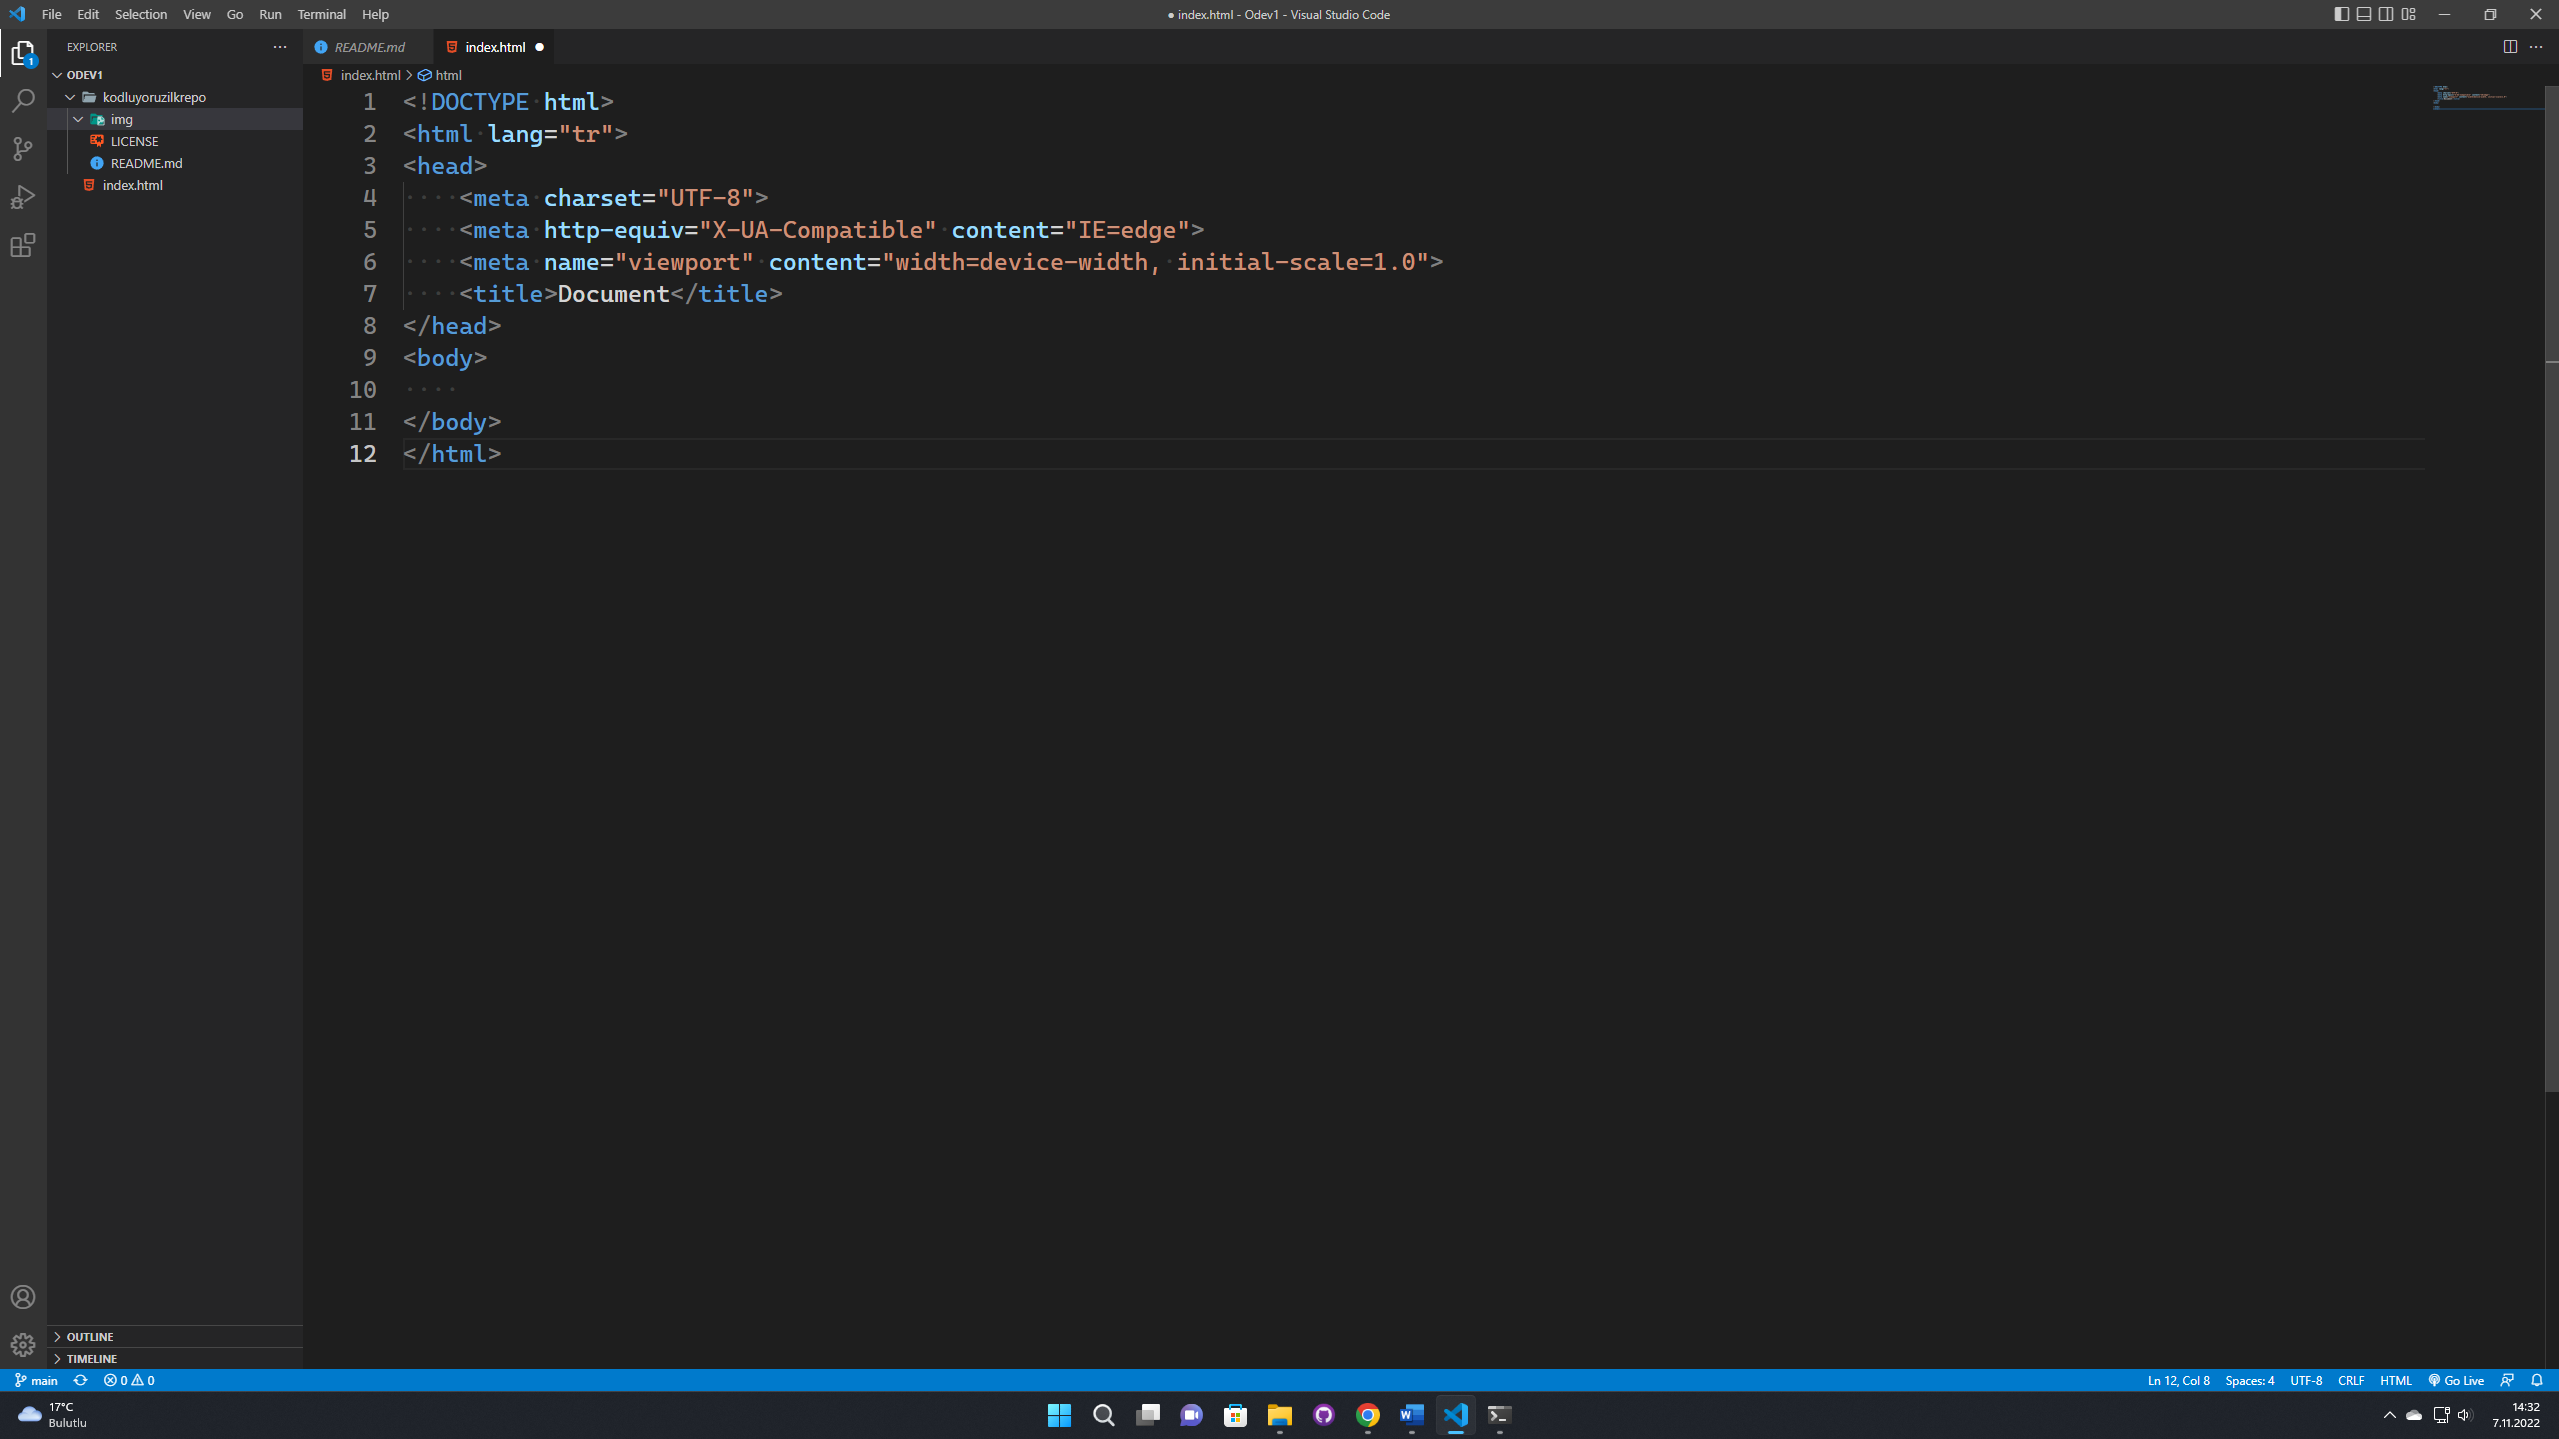 File Edit Selection View Go Run Terminal Help
● index.html - Odev1 - Visual Studio Code
EXPLORER
1
ODEV1
kodluyoruzilkrepo
img
LICENSE
README.md
index.html
OUTLINE
TIMELINE
README.md
index.html
index.html > html
1 <!DOCTYPE html>
2 <html lang="tr">
3 <head>
4 <meta charset="UTF-8">
5 <meta http-equiv="X-UA-Compatible" content="IE=edge">
6 <meta name="viewport" content="width=device-width, initial-scale=1.0">
7 <title>Document</title>
8 </head>
9 <body>
10
11 </body>
12 </html>
main 0 0
Ln 12, Col 8 Spaces: 4 UTF-8 CRLF HTML Go Live
17°C
Bulutlu
14:32
7.11.2022